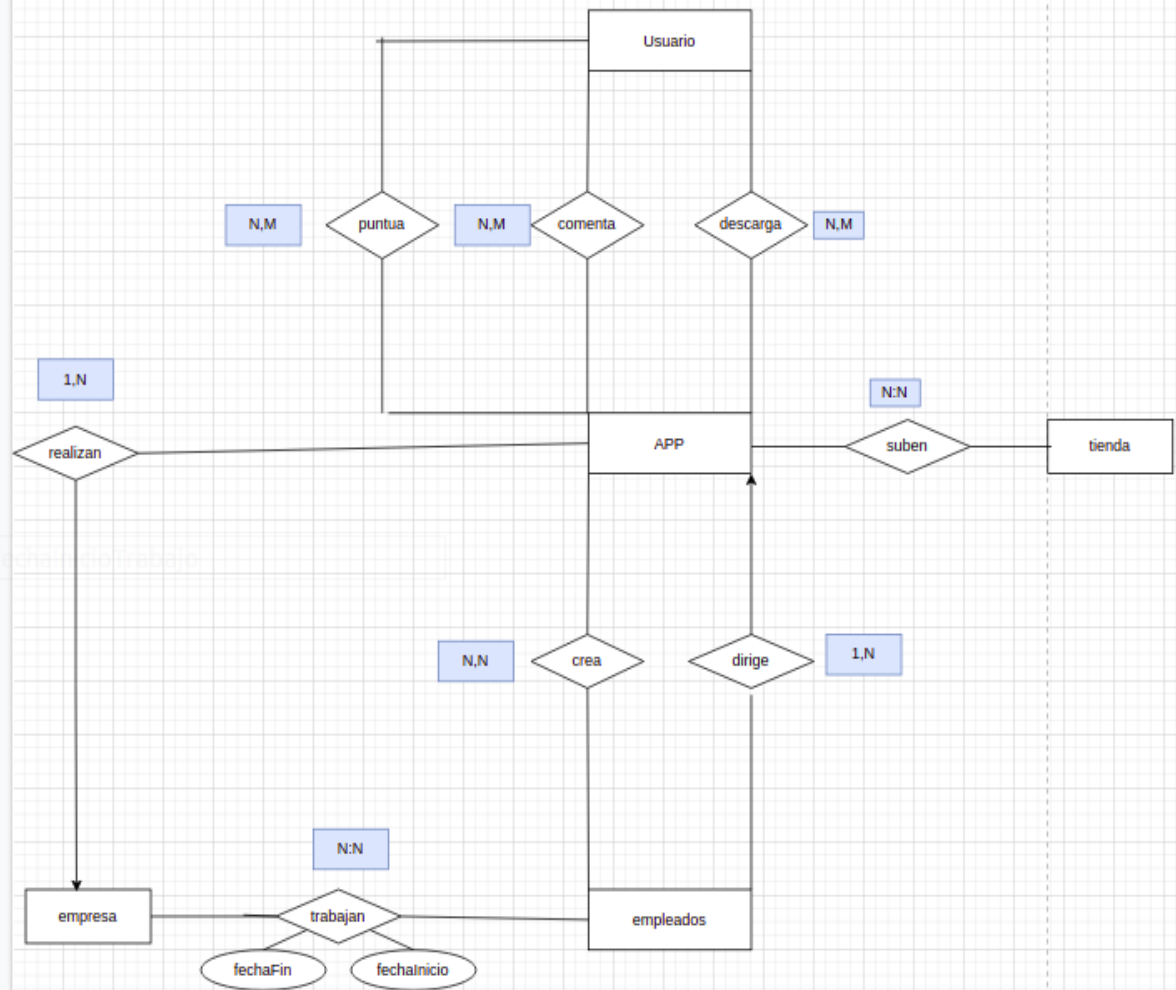 Usuario
N,M
puntua
N,M
comenta
descarga
N,M
1,N
N:N
realizan
APP
suben
tienda
N,N
crea
dirige
1,N
N:N
empresa
trabajan
empleados
fechaFin
fechaInicio